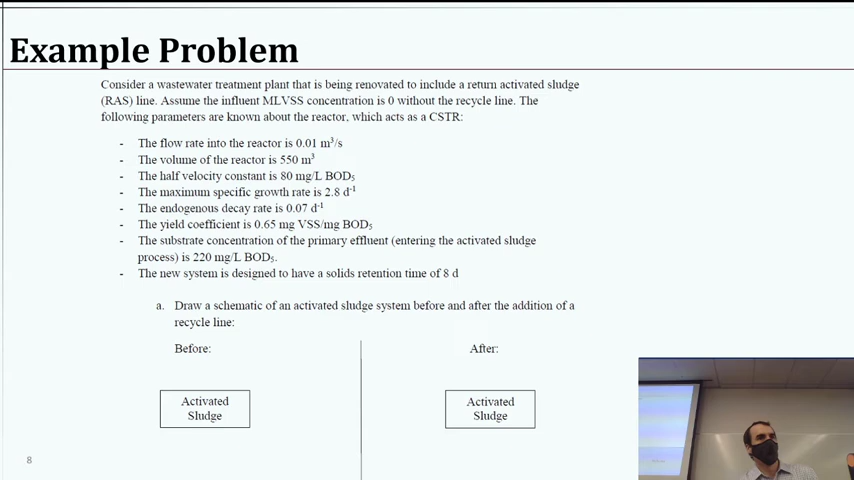 Example Problem
Consider a wastewater treatment plant that is being renovated to include a return activated sludge
(RAS) line. Assume the influent MLVSS concentration is 0 without the recycle line. The
following parameters are known about the reactor, which acts as a CSTR:
- The flow rate into the reactor is 0.01 m³/s
- The volume of the reactor is 550 m³
- The half velocity constant is 80 mg/L BOD₅
- The maximum specific growth rate is 2.8 d⁻¹
- The endogenous decay rate is 0.07 d⁻¹
- The yield coefficient is 0.65 mg VSS/mg BOD₅
- The substrate concentration of the primary effluent (entering the activated sludge
process) is 220 mg/L BOD₅.
- The new system is designed to have a solids retention time of 8 d
a. Draw a schematic of an activated sludge system before and after the addition of a
recycle line:
Before:
After:
Activated
Sludge
Activated
Sludge
8